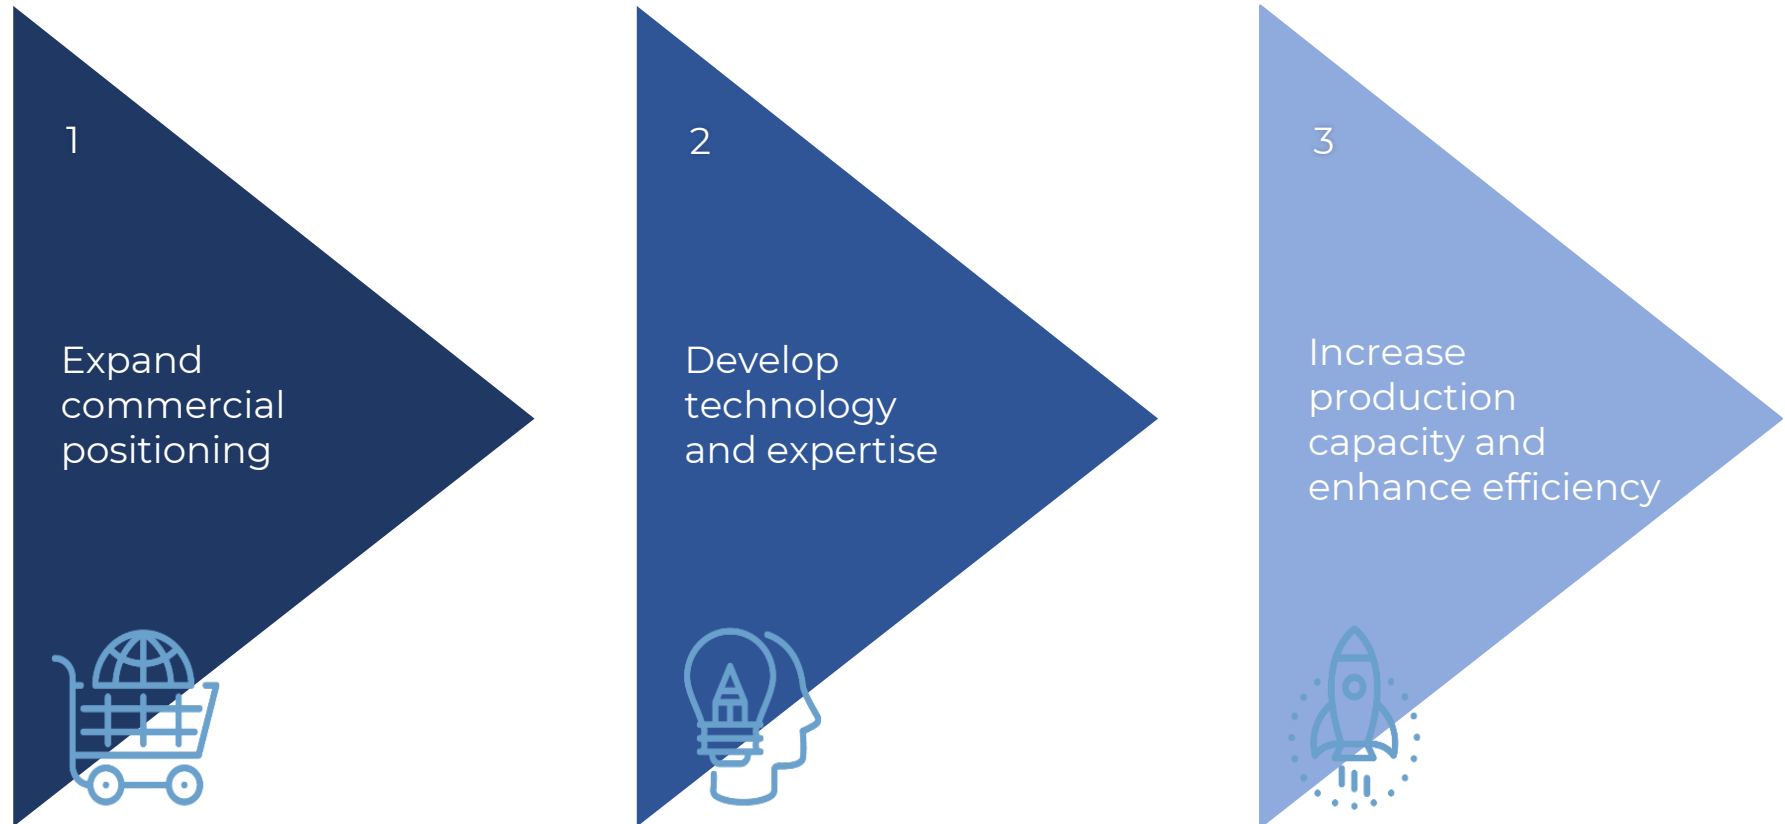 1
Expand
commercial
positioning
2
Develop
technology
and expertise
3
Increase
production
capacity and
enhance efficiency